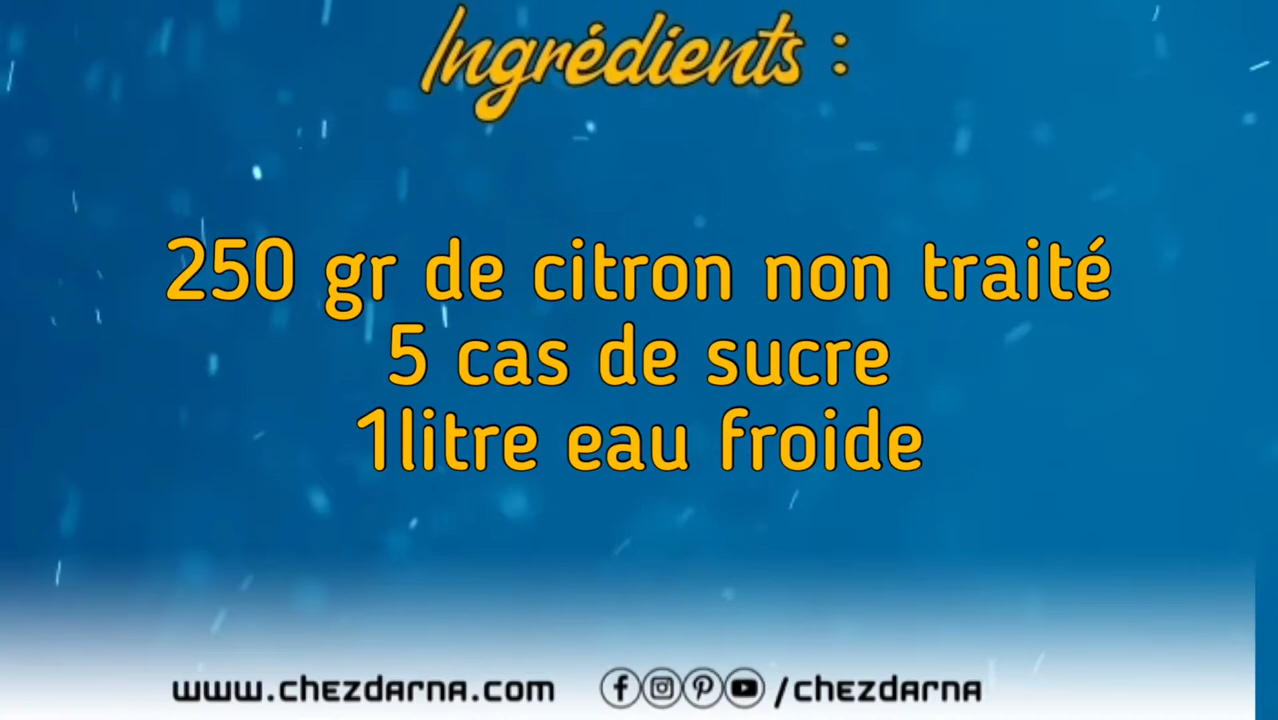 Ingrédients :
250 gr de citron non traité
5 cas de sucre
1litre eau froide
www.chezdarna.com /chezdarna